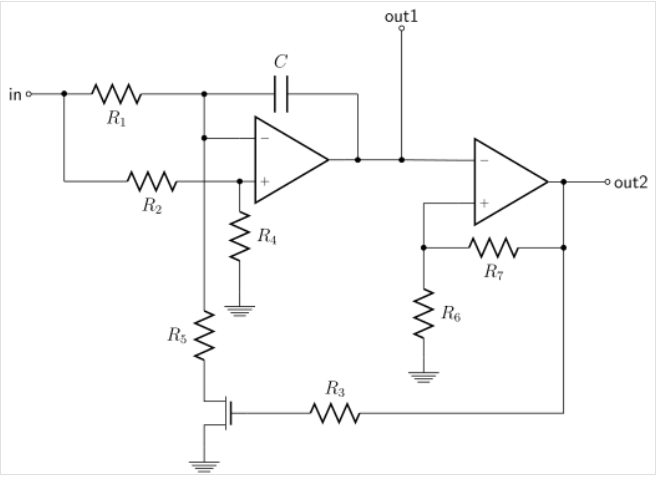 out1
C
in
R1
−
−
+
out2
R2
+
R4
R7
R5
R6
R3